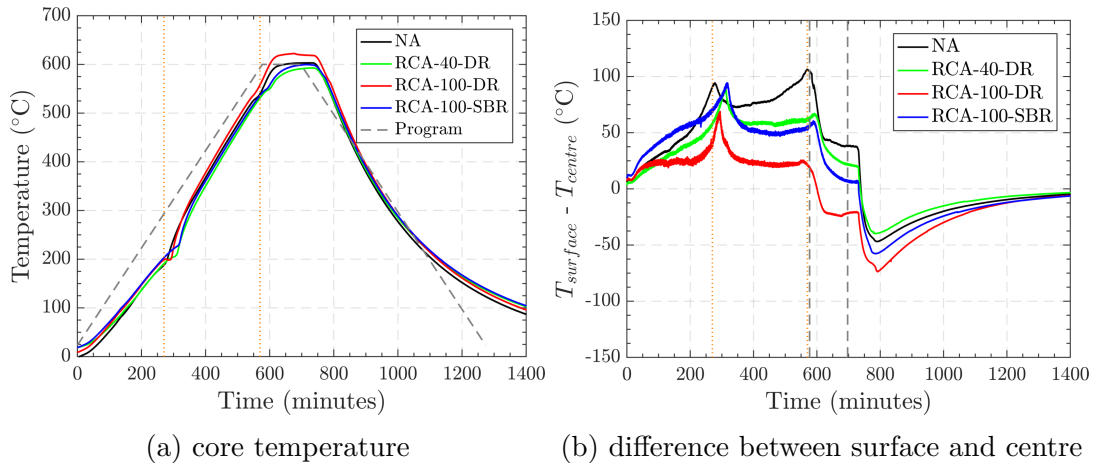 700
600
500
400
300
200
100
0
Temperature (°C)
NA
RCA-40-DR
RCA-100-DR
RCA-100-SBR
Program
0 200 400 600 800 1000 1200 1400
Time (minutes)
(a) core temperature
150
100
50
0
-50
-100
-150
T_surface - T_centre (°C)
NA
RCA-40-DR
RCA-100-DR
RCA-100-SBR
0 200 400 600 800 1000 1200 1400
Time (minutes)
(b) difference between surface and centre